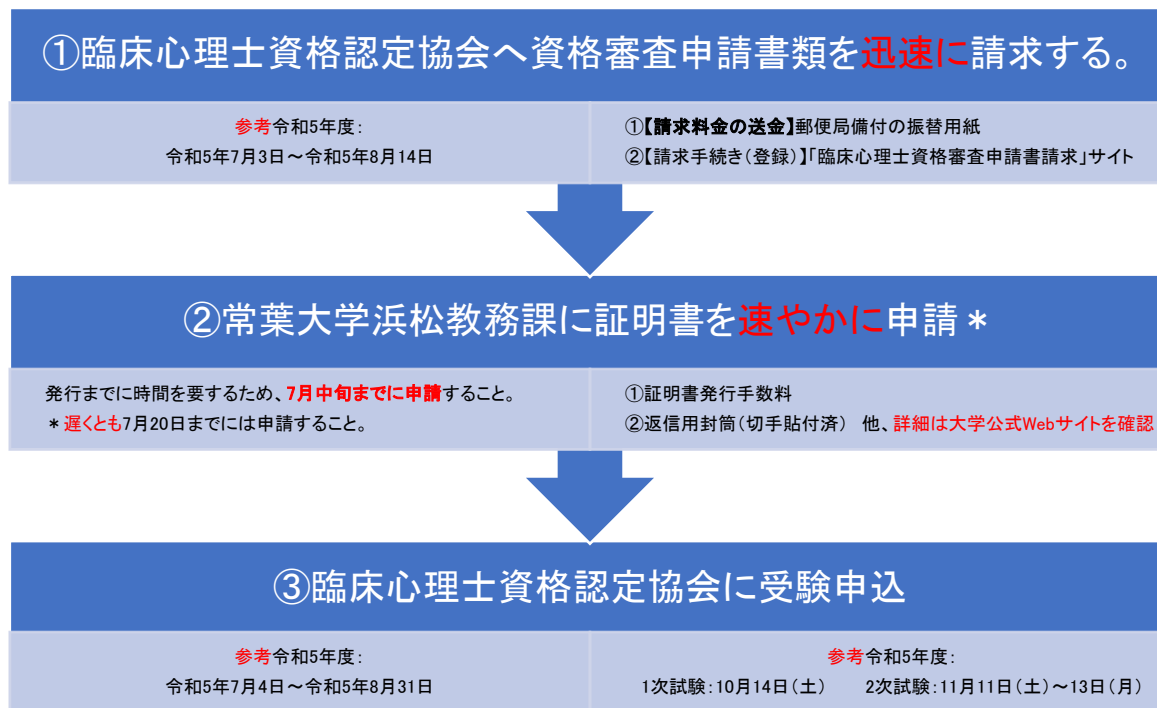 ①臨床心理士資格認定協会へ資格審査申請書類を迅速に請求する。
参考令和5年度：
令和5年7月3日～令和5年8月14日
①【請求料金の送金】郵便局備付の振替用紙
②【請求手続き（登録）】「臨床心理士資格審査申請書請求」サイト
②常葉大学浜松教務課に証明書を速やかに申請＊
発行までに時間を要するため、7月中旬までに申請すること。
＊遅くとも7月20日までには申請すること。
①証明書発行手数料
②返信用封筒（切手貼付済）　他、詳細は大学公式Webサイトを確認
③臨床心理士資格認定協会に受験申込
参考令和5年度：
令和5年7月4日～令和5年8月31日
参考令和5年度：
1次試験：10月14日（土）　　2次試験：11月11日（土）～13日（月）